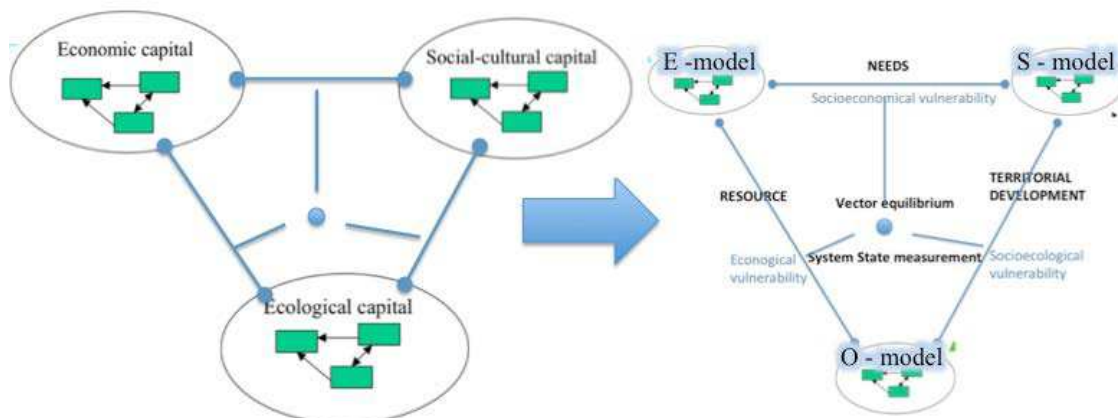 Economic capital
Social-cultural capital
Ecological capital
E -model
S - model
NEEDS
Socioeconomical vulnerability
RESOURCE
TERRITORIAL
DEVELOPMENT
Vector equilibrium
Econogical
vulnerability
System State measurement
Socioecological
vulnerability
O - model